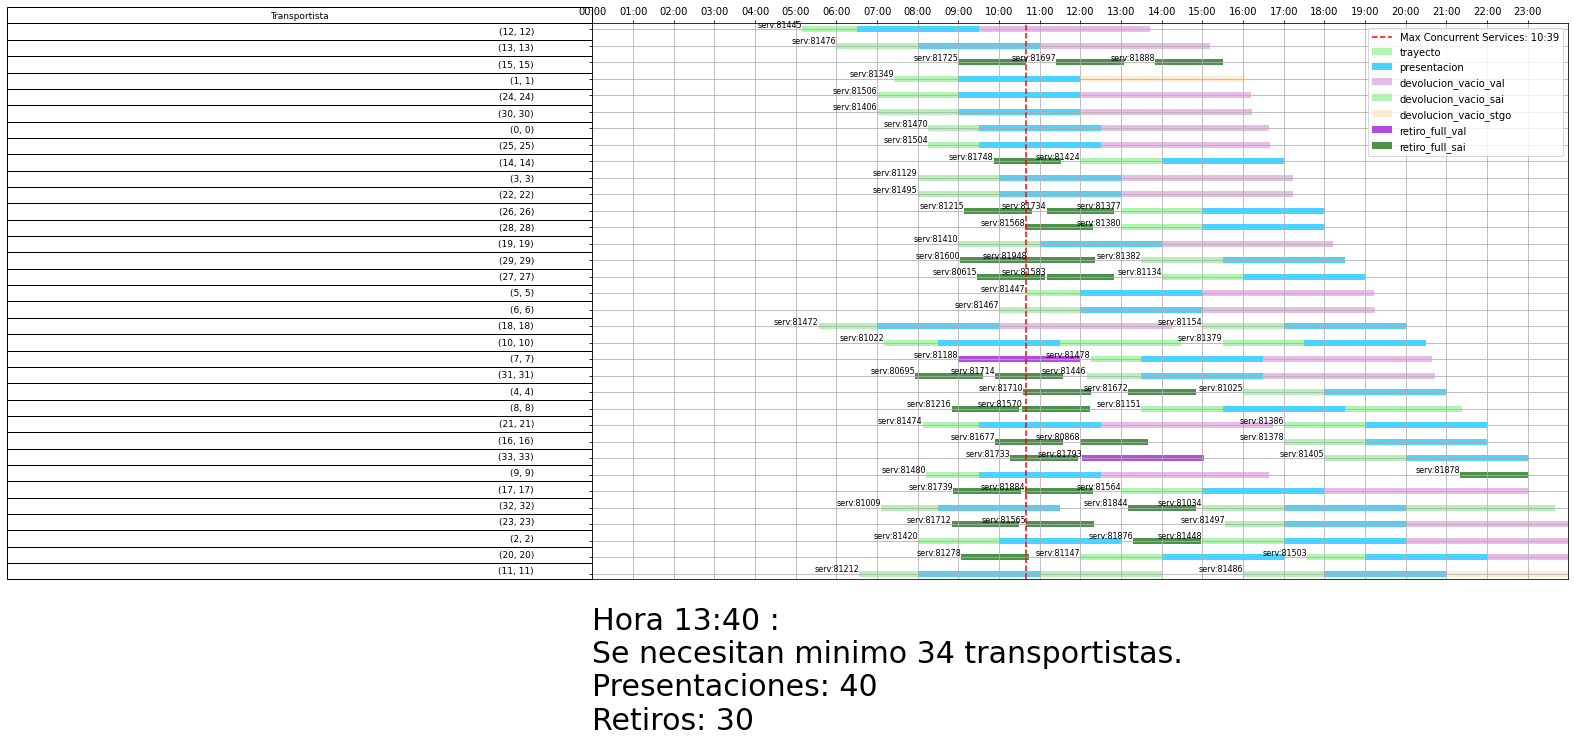 Transportista
00:00 01:00 02:00 03:00 04:00 05:00 06:00 07:00 08:00 09:00 10:00 11:00 12:00 13:00 14:00 15:00 16:00 17:00 18:00 19:00 20:00 21:00 22:00 23:00
Max Concurrent Services: 10:39
trayecto
presentacion
devolucion_vacio_val
devolucion_vacio_sai
devolucion_vacio_stgo
retiro_full_val
retiro_full_sai
(12, 12) serv:81445
(13, 13) serv:81476
(15, 15) serv:81725 serv:81697 serv:81888
(1, 1) serv:81349
(24, 24) serv:81506
(30, 30) serv:81406
(0, 0) serv:81470
(25, 25) serv:81504
(14, 14) serv:81748 serv:81424
(3, 3) serv:81129
(22, 22) serv:81495
(26, 26) serv:81215 serv:81734 serv:81377
(28, 28) serv:81568 serv:81380
(19, 19) serv:81410
(29, 29) serv:81600 serv:81948 serv:81382
(27, 27) serv:80615 serv:81583 serv:81134
(5, 5) serv:81447
(6, 6) serv:81467
(18, 18) serv:81472 serv:81154
(10, 10) serv:81022 serv:81379
(7, 7) serv:81188 serv:81478
(31, 31) serv:80695 serv:81714 serv:81446
(4, 4) serv:81710 serv:81672 serv:81025
(8, 8) serv:81216 serv:81570 serv:81151
(21, 21) serv:81474 serv:81386
(16, 16) serv:81677 serv:80868 serv:81378
(33, 33) serv:81733 serv:81793 serv:81405
(9, 9) serv:81480 serv:81878
(17, 17) serv:81739 serv:81884 serv:81564
(32, 32) serv:81009 serv:81844 serv:81034
(23, 23) serv:81712 serv:81565 serv:81497
(2, 2) serv:81420 serv:81876 serv:81448
(20, 20) serv:81278 serv:81147 serv:81503
(11, 11) serv:81212 serv:81486
Hora 13:40 :
Se necesitan minimo 34 transportistas.
Presentaciones: 40
Retiros: 30